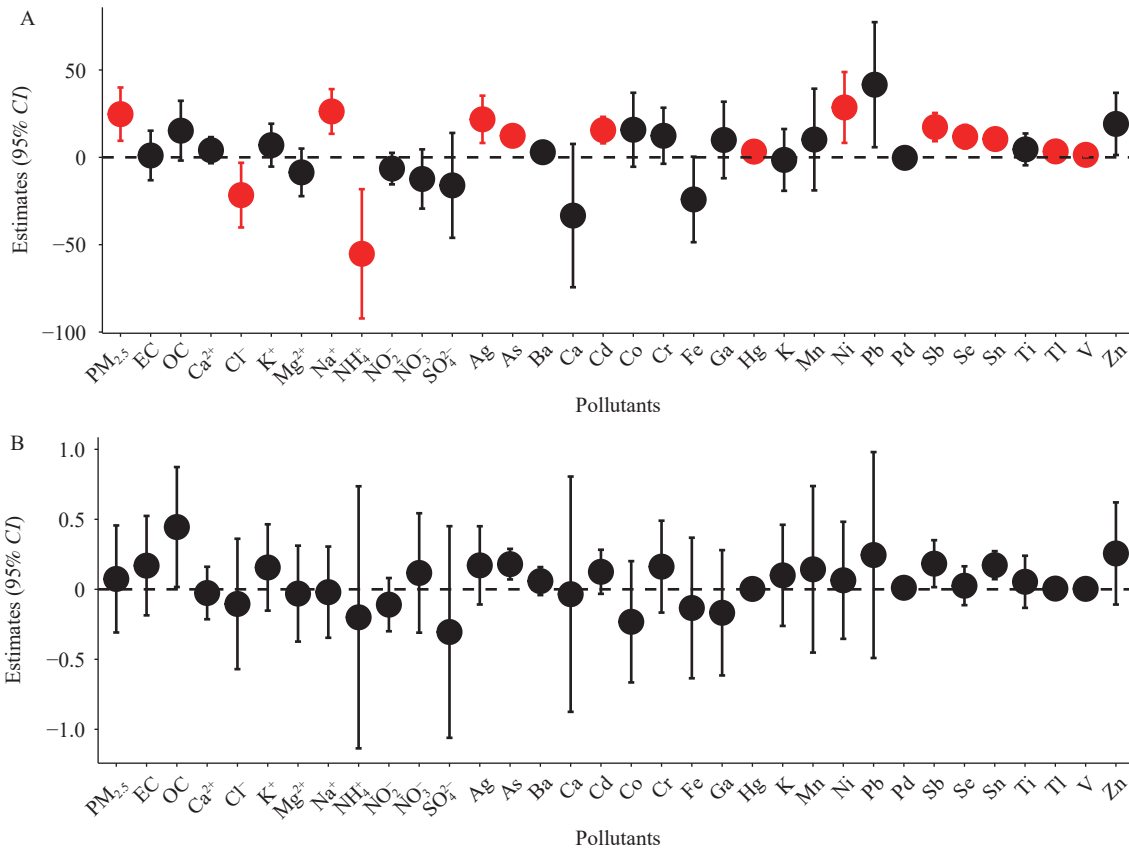 A
Estimates (95% CI)
50
0
−50
−100
PM₂.₅ EC OC Ca²⁺ Cl⁻ K⁺ Mg²⁺ Na⁺ NH₄⁺ NO₂⁻ NO₃⁻ SO₄²⁻ Ag As Ba Ca Cd Co Cr Fe Ga Hg K Mn Ni Pb Pd Sb Se Sn Ti Tl V Zn
Pollutants
B
Estimates (95% CI)
1.0
0.5
0
−0.5
−1.0
PM₂.₅ EC OC Ca²⁺ Cl⁻ K⁺ Mg²⁺ Na⁺ NH₄⁺ NO₂⁻ NO₃⁻ SO₄²⁻ Ag As Ba Ca Cd Co Cr Fe Ga Hg K Mn Ni Pb Pd Sb Se Sn Ti Tl V Zn
Pollutants